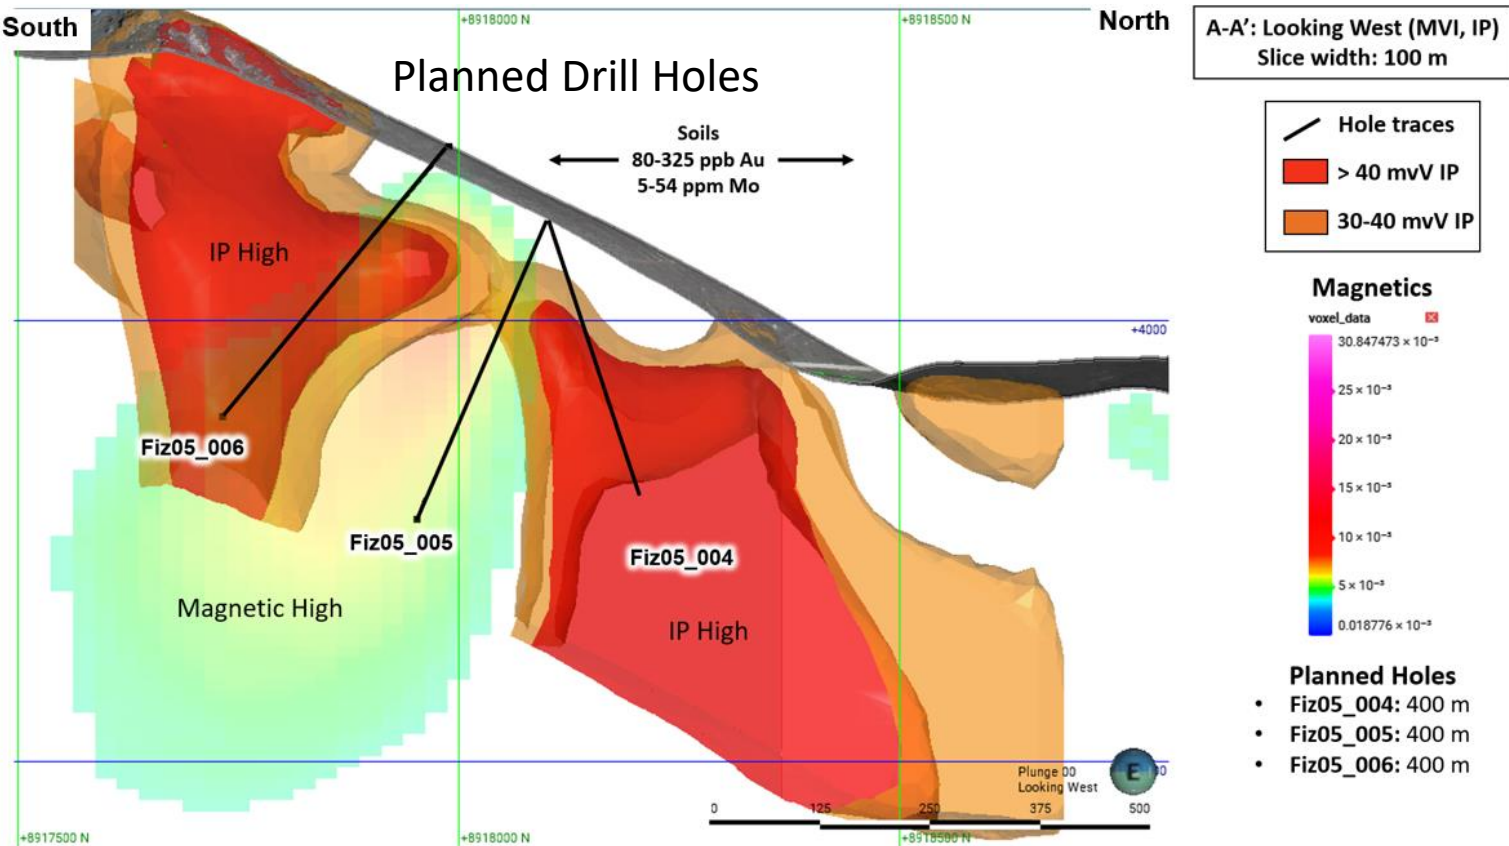 South
+8918000 N
+8918500 N
North
Planned Drill Holes
Soils
80-325 ppb Au
5-54 ppm Mo
IP High
+4000
Fiz05_006
Fiz05_005
Fiz05_004
Magnetic High
IP High
Plunge 00
Looking West
E
0 125 250 375 500
+8917500 N
+8918000 N
+8918500 N
A-A’: Looking West (MVI, IP)
Slice width: 100 m
Hole traces
> 40 mvV IP
30-40 mvV IP
Magnetics
voxel_data
30.847473 × 10⁻³
25 × 10⁻³
20 × 10⁻³
15 × 10⁻³
10 × 10⁻³
5 × 10⁻³
0.018776 × 10⁻³
Planned Holes
• Fiz05_004: 400 m
• Fiz05_005: 400 m
• Fiz05_006: 400 m